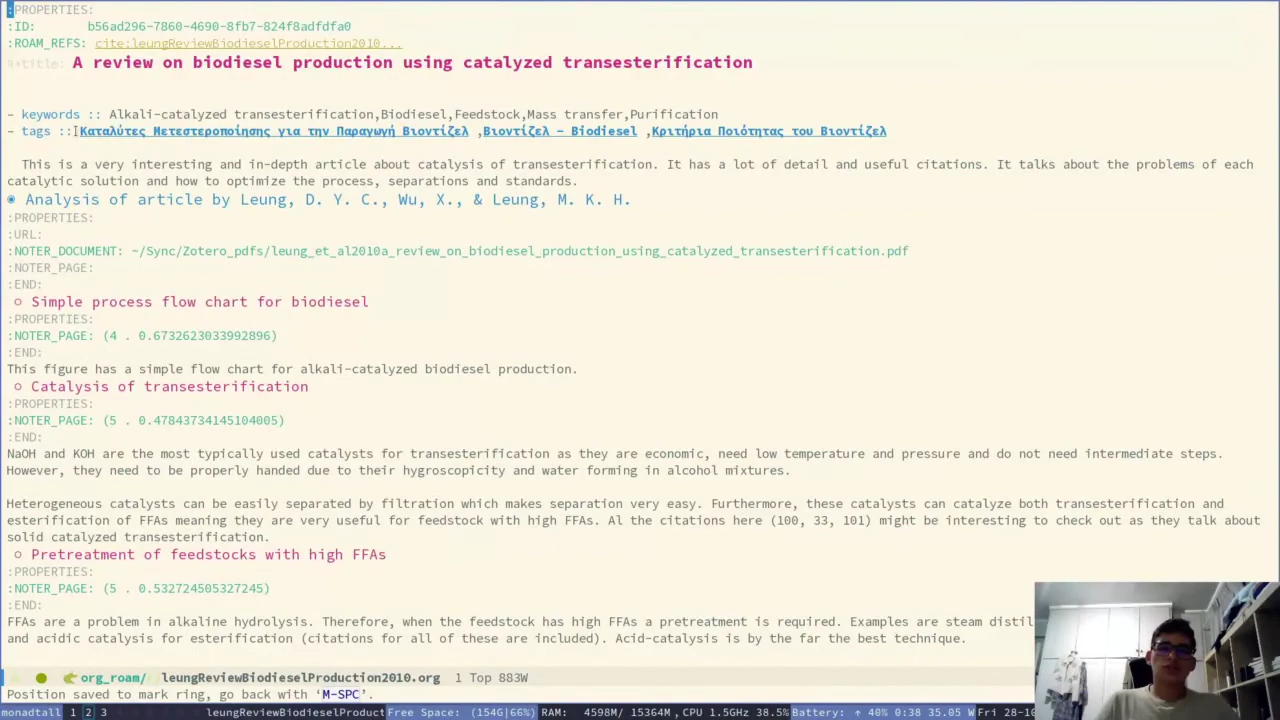 :PROPERTIES:
:ID: b56ad296-7860-4690-8fb7-824f8adfdfa0
:ROAM_REFS: cite:leungReviewBiodieselProduction2010...
#+title: A review on biodiesel production using catalyzed transesterification
- keywords :: Alkali-catalyzed transesterification,Biodiesel,Feedstock,Mass transfer,Purification
- tags :: Καταλύτες Μετεστεροποίησης για την Παραγωγή Βιοντίζελ ,Βιοντίζελ - Biodiesel ,Κριτήρια Ποιότητας του Βιοντίζελ
This is a very interesting and in-depth article about catalysis of transesterification. It has a lot of detail and useful citations. It talks about the problems of each
catalytic solution and how to optimize the process, separations and standards.
◉ Analysis of article by Leung, D. Y. C., Wu, X., & Leung, M. K. H.
:PROPERTIES:
:URL:
:NOTER_DOCUMENT: ~/Sync/Zotero_pdfs/leung_et_al2010a_review_on_biodiesel_production_using_catalyzed_transesterification.pdf
:NOTER_PAGE:
:END:
○ Simple process flow chart for biodiesel
:PROPERTIES:
:NOTER_PAGE: (4 . 0.6732623033992896)
:END:
This figure has a simple flow chart for alkali-catalyzed biodiesel production.
○ Catalysis of transesterification
:PROPERTIES:
:NOTER_PAGE: (5 . 0.47843734145104005)
:END:
NaOH and KOH are the most typically used catalysts for transesterification as they are economic, need low temperature and pressure and do not need intermediate steps.
However, they need to be properly handed due to their hygroscopicity and water forming in alcohol mixtures.
Heterogeneous catalysts can be easily separated by filtration which makes separation very easy. Furthermore, these catalysts can catalyze both transesterification and
esterification of FFAs meaning they are very useful for feedstock with high FFAs. Al the citations here (100, 33, 101) might be interesting to check out as they talk about
solid catalyzed transesterification.
○ Pretreatment of feedstocks with high FFAs
:PROPERTIES:
:NOTER_PAGE: (5 . 0.532724505327245)
:END:
FFAs are a problem in alkaline hydrolysis. Therefore, when the feedstock has high FFAs a pretreatment is required. Examples are steam distil
and acidic catalysis for esterification (citations for all of these are included). Acid-catalysis is by the far the best technique.
org_roam/ leungReviewBiodieselProduction2010.org 1 Top 883W
Position saved to mark ring, go back with ‘M-SPC’.
monadtall 1 2 3 leungReviewBiodieselProduct Free Space: (154G|66%) RAM: 4598M/ 15364M, CPU 1.5GHz 38.5% Battery: ↑ 40% 0:38 35.05 W Fri 28-10